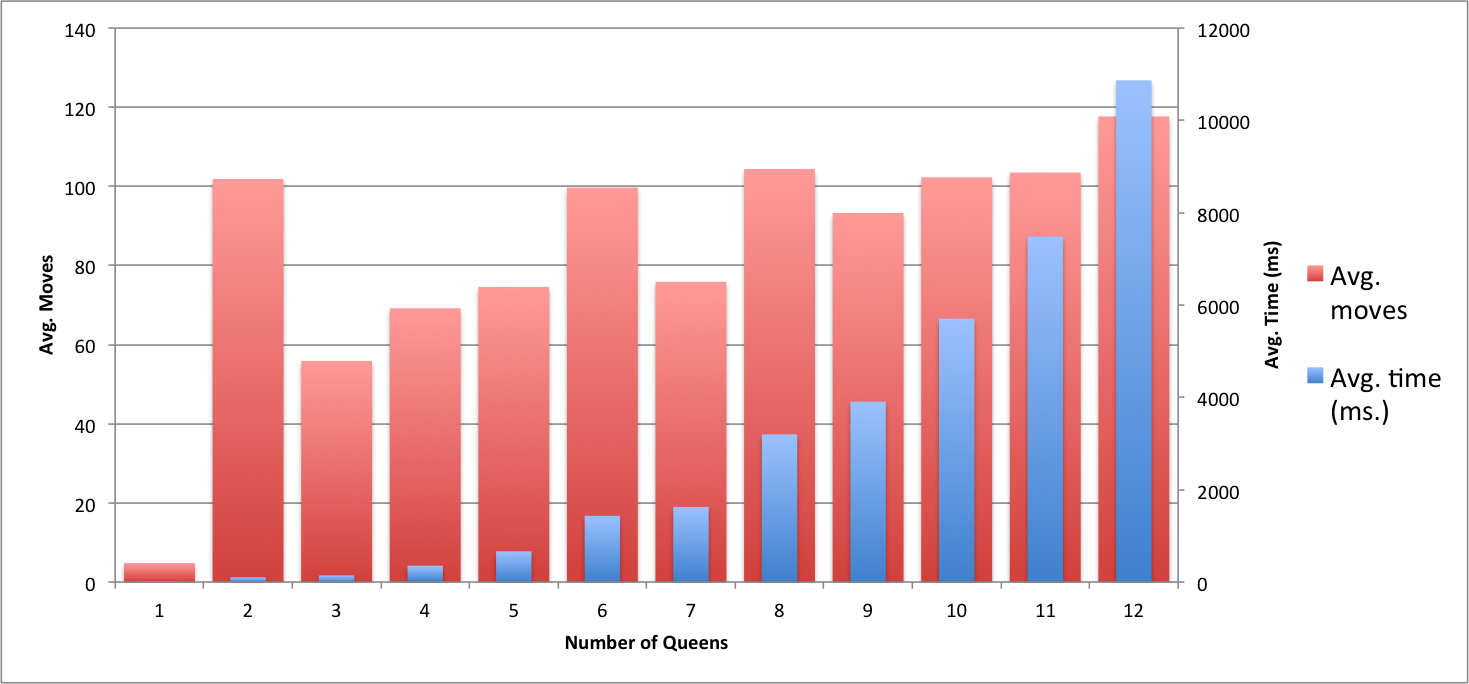 140
120
100
80
60
40
20
0
Avg. Moves
12000
10000
8000
6000
4000
2000
0
Avg. Time (ms)
1 2 3 4 5 6 7 8 9 10 11 12
Number of Queens
Avg.
moves
Avg. time
(ms.)